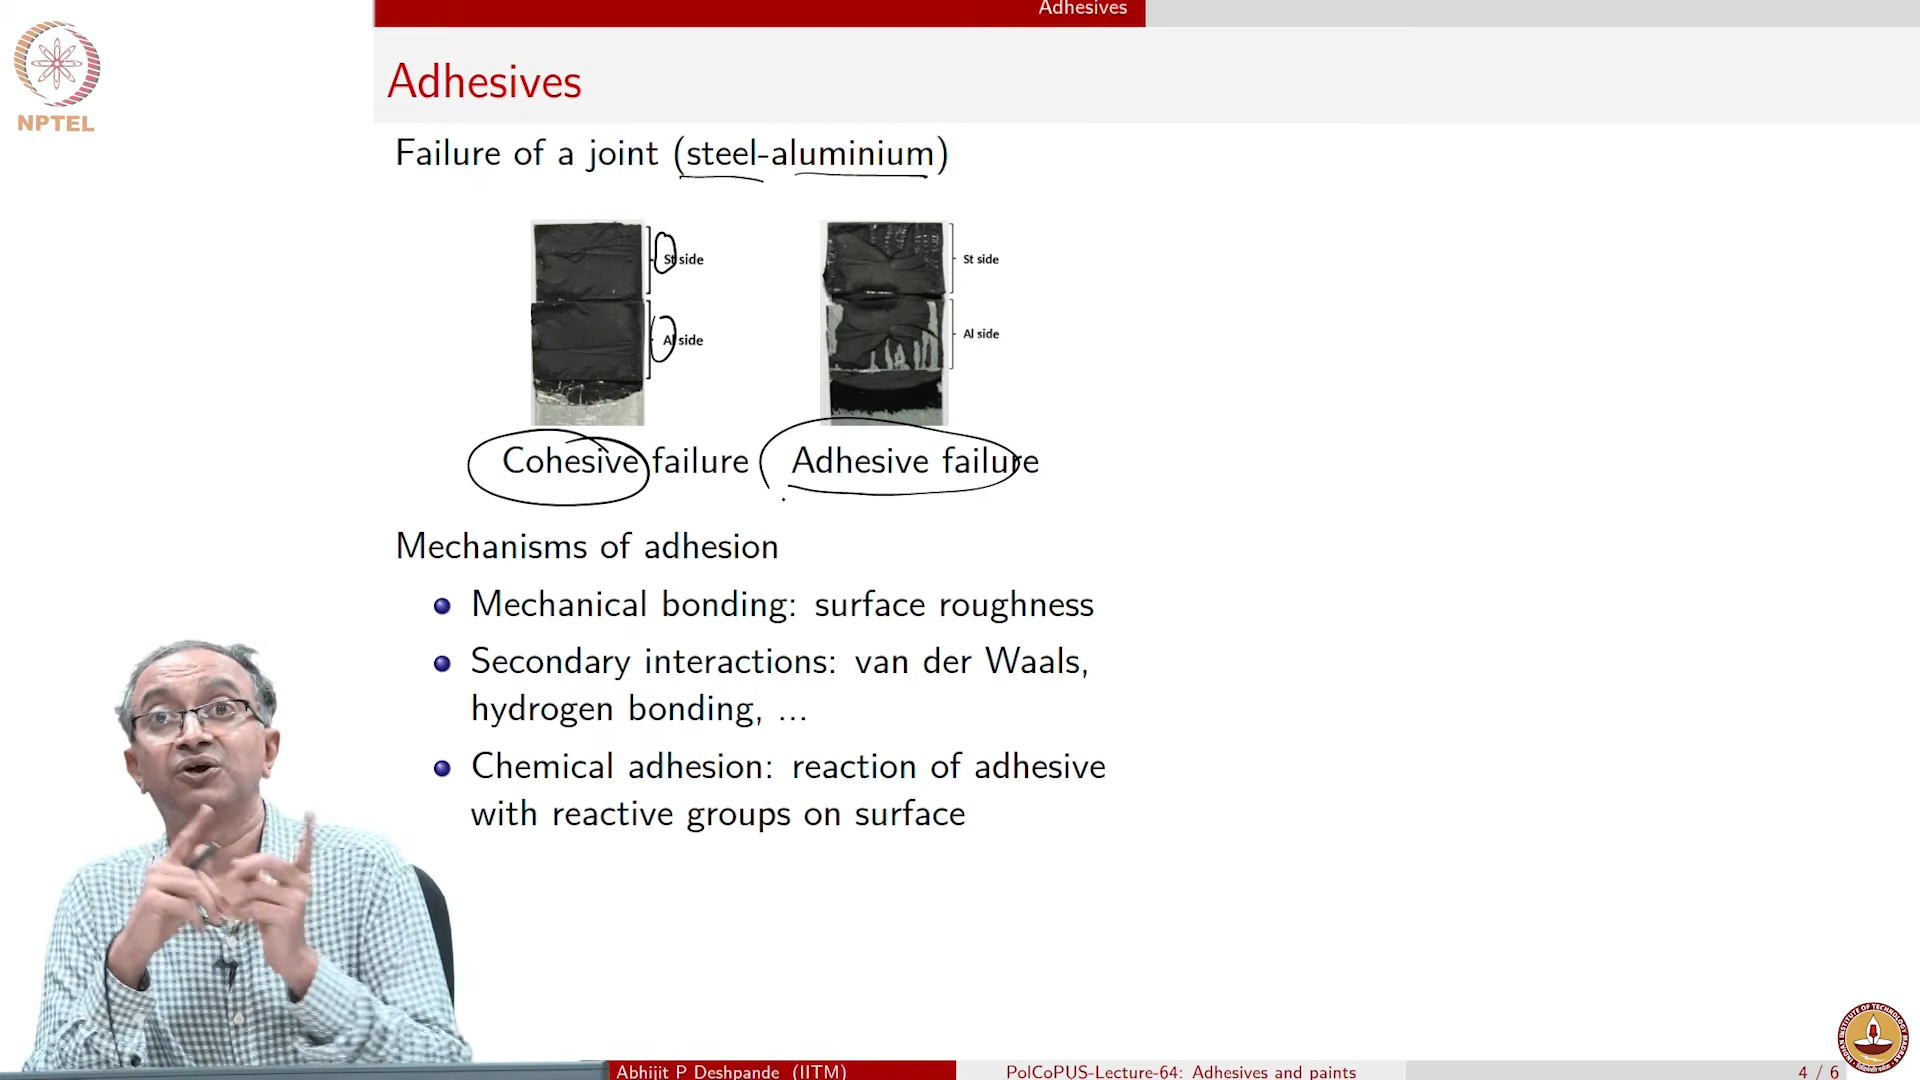 Adhesives
NPTEL
Adhesives
Failure of a joint (steel-aluminium)
St side
Al side
St side
Al side
Cohesive failure
Adhesive failure
Mechanisms of adhesion
Mechanical bonding: surface roughness
Secondary interactions: van der Waals,
hydrogen bonding, ...
Chemical adhesion: reaction of adhesive
with reactive groups on surface
Abhijit P Deshpande (IITM)
PolCoPUS-Lecture-64: Adhesives and paints
4 / 6